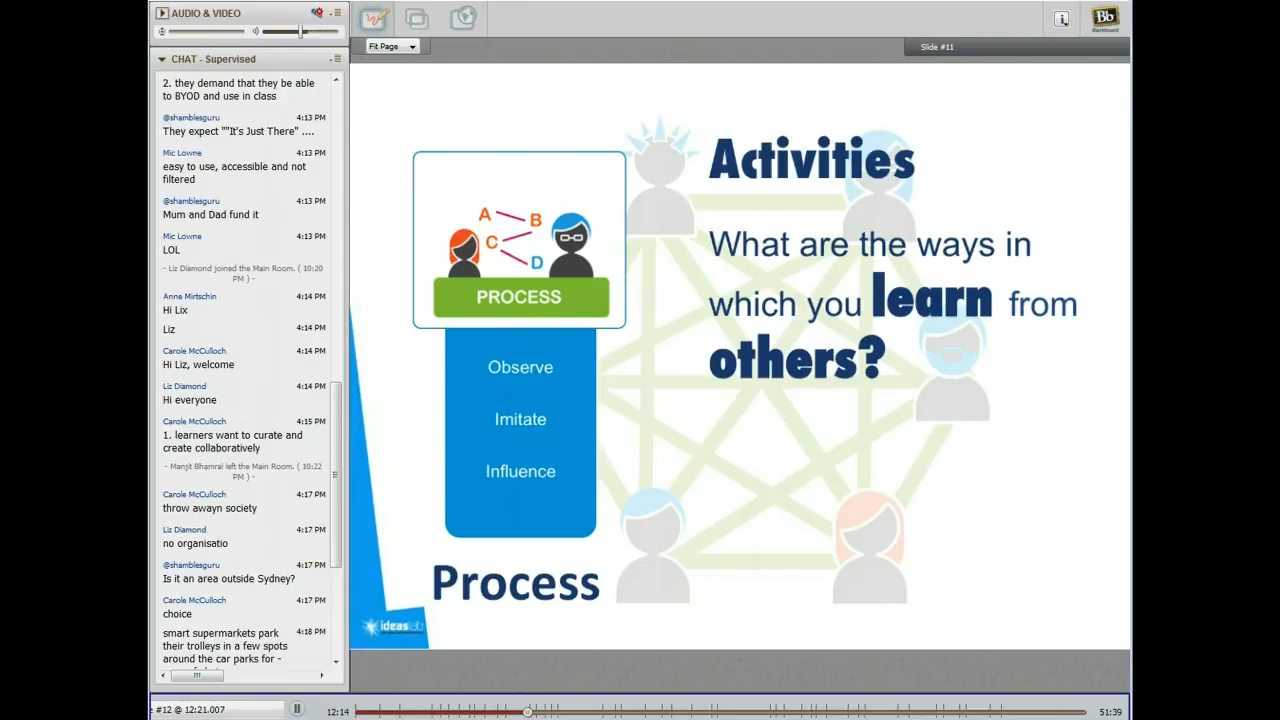 AUDIO & VIDEO
CHAT - Supervised
2. they demand that they be able
to BYOD and use in class
@shamblesguru 4:13 PM
They expect ""It's Just There" ....
Mic Lowne 4:13 PM
easy to use, accessible and not
filtered
@shamblesguru 4:13 PM
Mum and Dad fund it
Mic Lowne 4:13 PM
LOL
- Liz Diamond joined the Main Room. ( 10:20
PM ) -
Anne Mirtschin 4:14 PM
Hi Lix
Liz 4:14 PM
Carole McCulloch 4:14 PM
Hi Liz, welcome
Liz Diamond 4:14 PM
Hi everyone
Carole McCulloch 4:15 PM
1. learners want to curate and
create collaboratively
- Manjit Bhamrai left the Main Room. ( 10:22
PM ) -
Carole McCulloch 4:17 PM
throw awayn society
Liz Diamond 4:17 PM
no organisatio
@shamblesguru 4:17 PM
Is it an area outside Sydney?
Carole McCulloch 4:17 PM
choice
smart supermarkets park 4:18 PM
their trolleys in a few spots
around the car parks for -
#12 @ 12:21.007
12:14
51:39
Fit Page
i
Bb
Blackboard
Slide #11
A
B
C
D
PROCESS
Observe
Imitate
Influence
Process
ideaslab
Activities
What are the ways in
which you learn from
others?